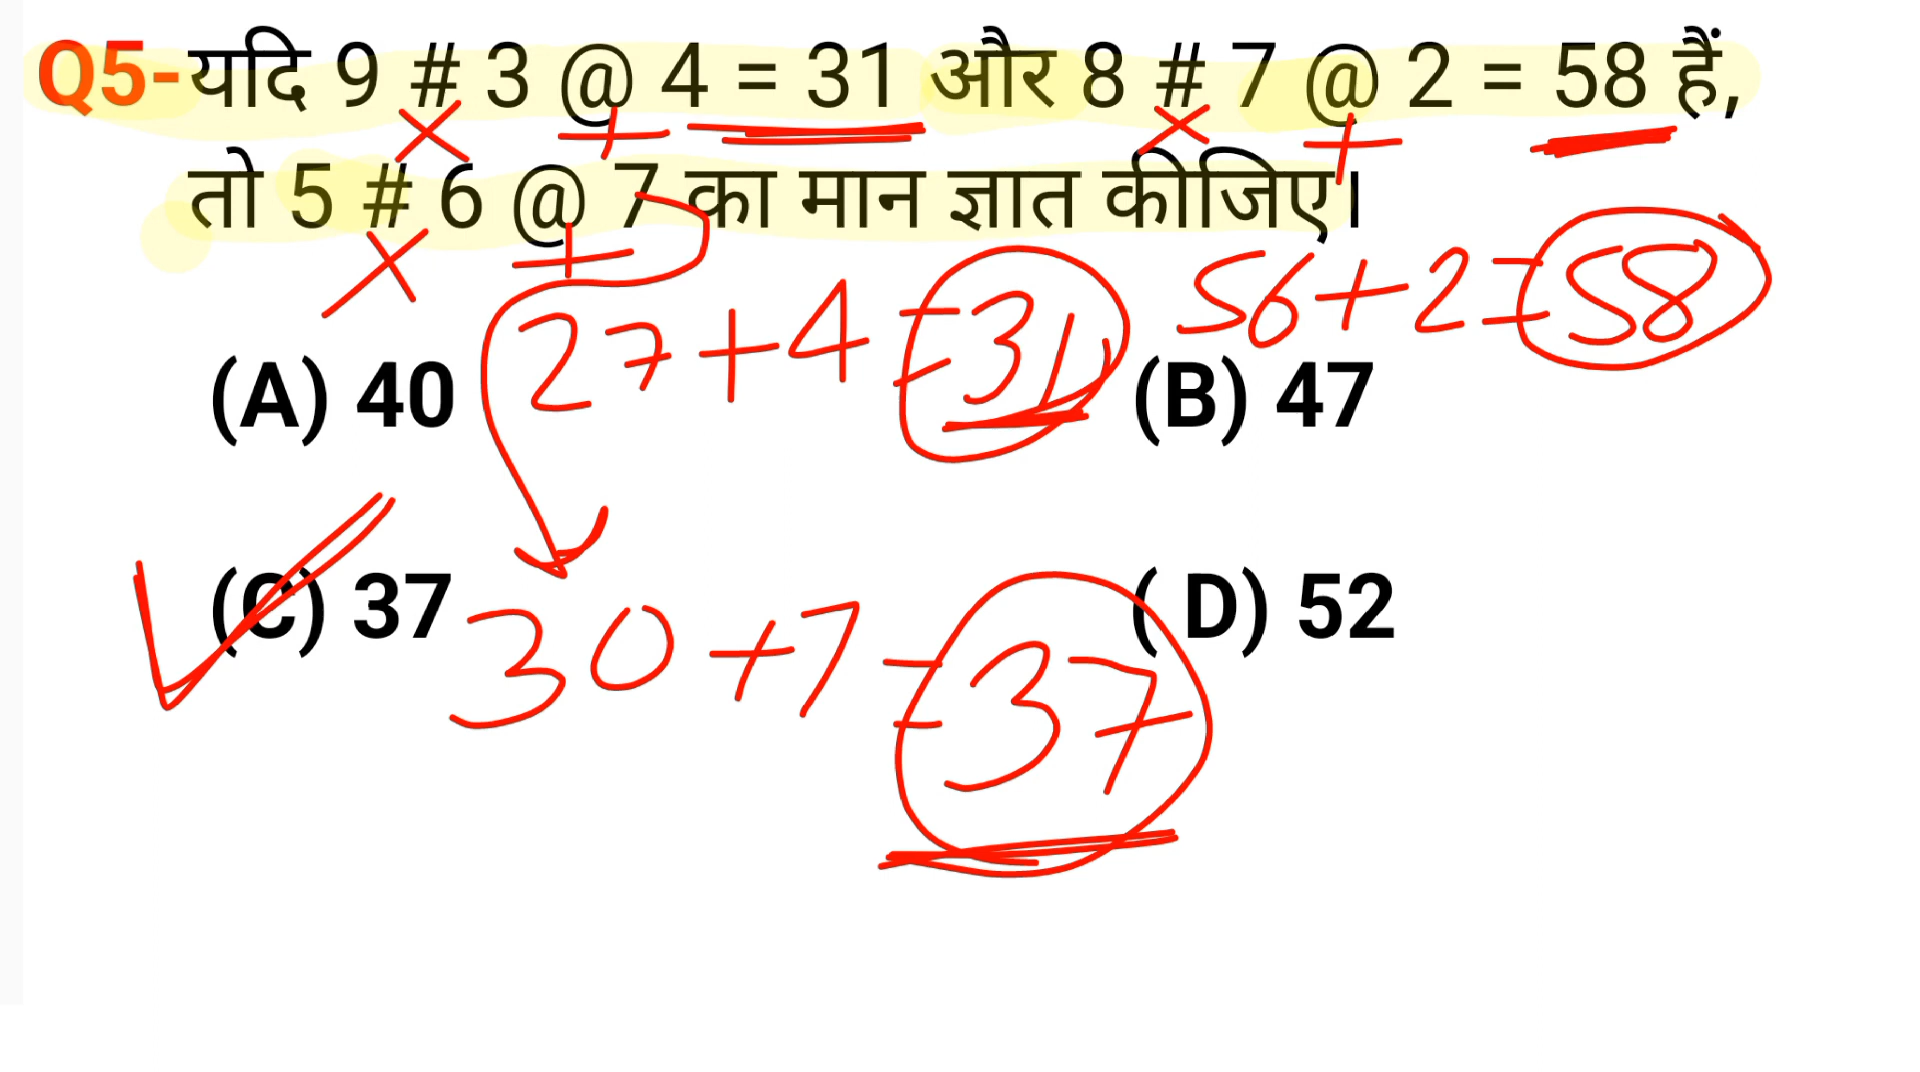 Q5-यदि 9 # 3 @ 4 = 31 और 8 # 7 @ 2 = 58 हैं,
× + × +
तो 5 # 6 @ 7 का मान ज्ञात कीजिए।
× +
27+4=31
56+2=58
(A) 40
(B) 47
(C) 37
(D) 52
30+7=37